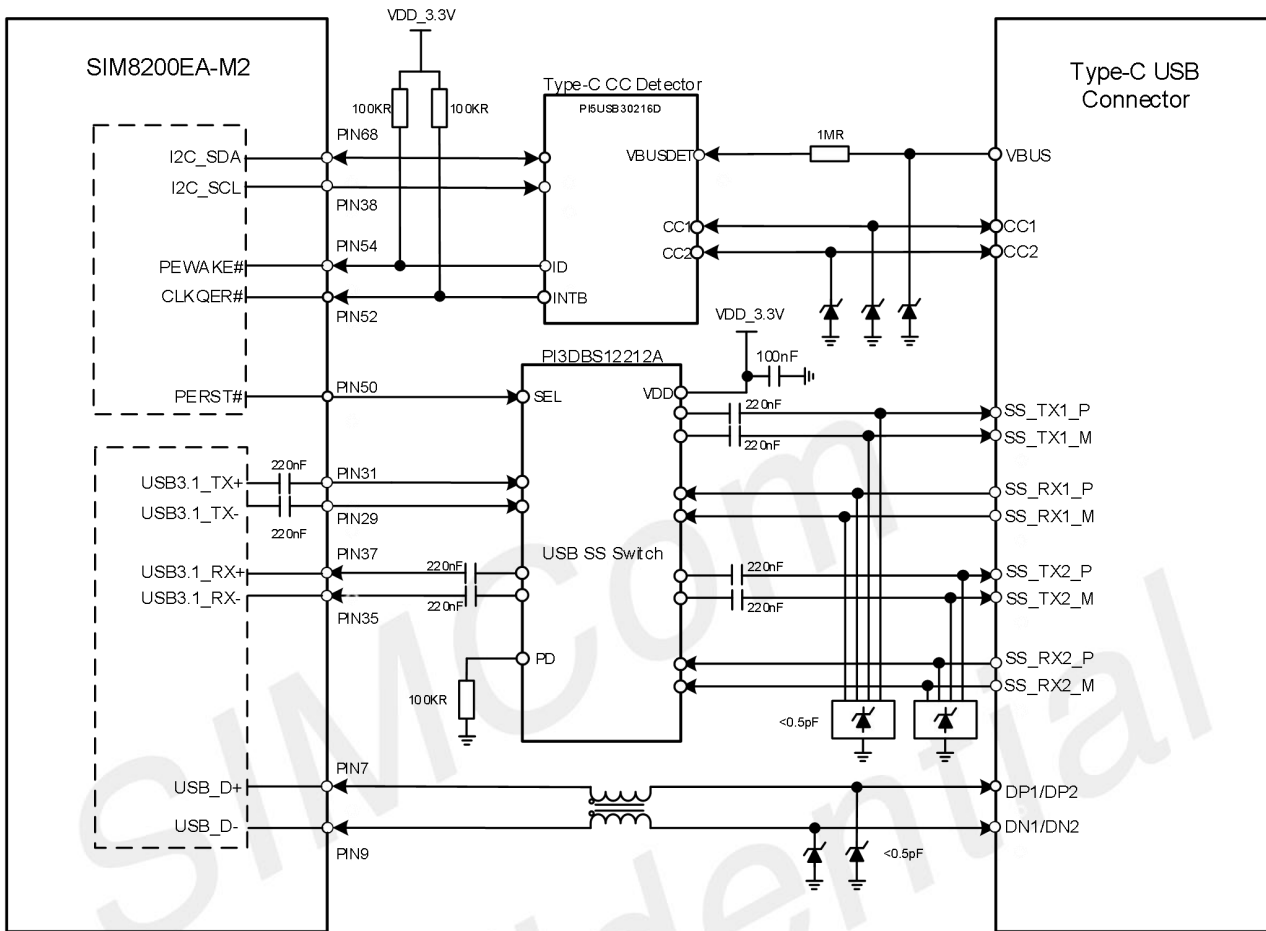 VDD_3.3V
SIM8200EA-M2
Type-C USB
Connector
Type-C CC Detector
PI5USB30216D
100KR
100KR
1MR
PIN68
I2C_SDA
VBUSDET
VBUS
I2C_SCL
PIN38
CC1
CC1
PIN54
CC2
CC2
PEWAKE#
ID
CLKQER#
INTB
PIN52
VDD_3.3V
PI3DBS12212A
100nF
PIN50
PERST#
SEL
VDD
220nF
SS_TX1_P
220nF
SS_TX1_M
220nF
PIN31
USB3.1_TX+
SS_RX1_P
USB3.1_TX-
PIN29
SS_RX1_M
220nF
PIN37
USB SS Switch
USB3.1_RX+
220nF
220nF
SS_TX2_P
USB3.1_RX-
220nF
220nF
SS_TX2_M
PIN35
PD
SS_RX2_P
100KR
SS_RX2_M
<0.5pF
PIN7
USB_D+
DP1/DP2
USB_D-
DN1/DN2
PIN9
<0.5pF
SIMCom